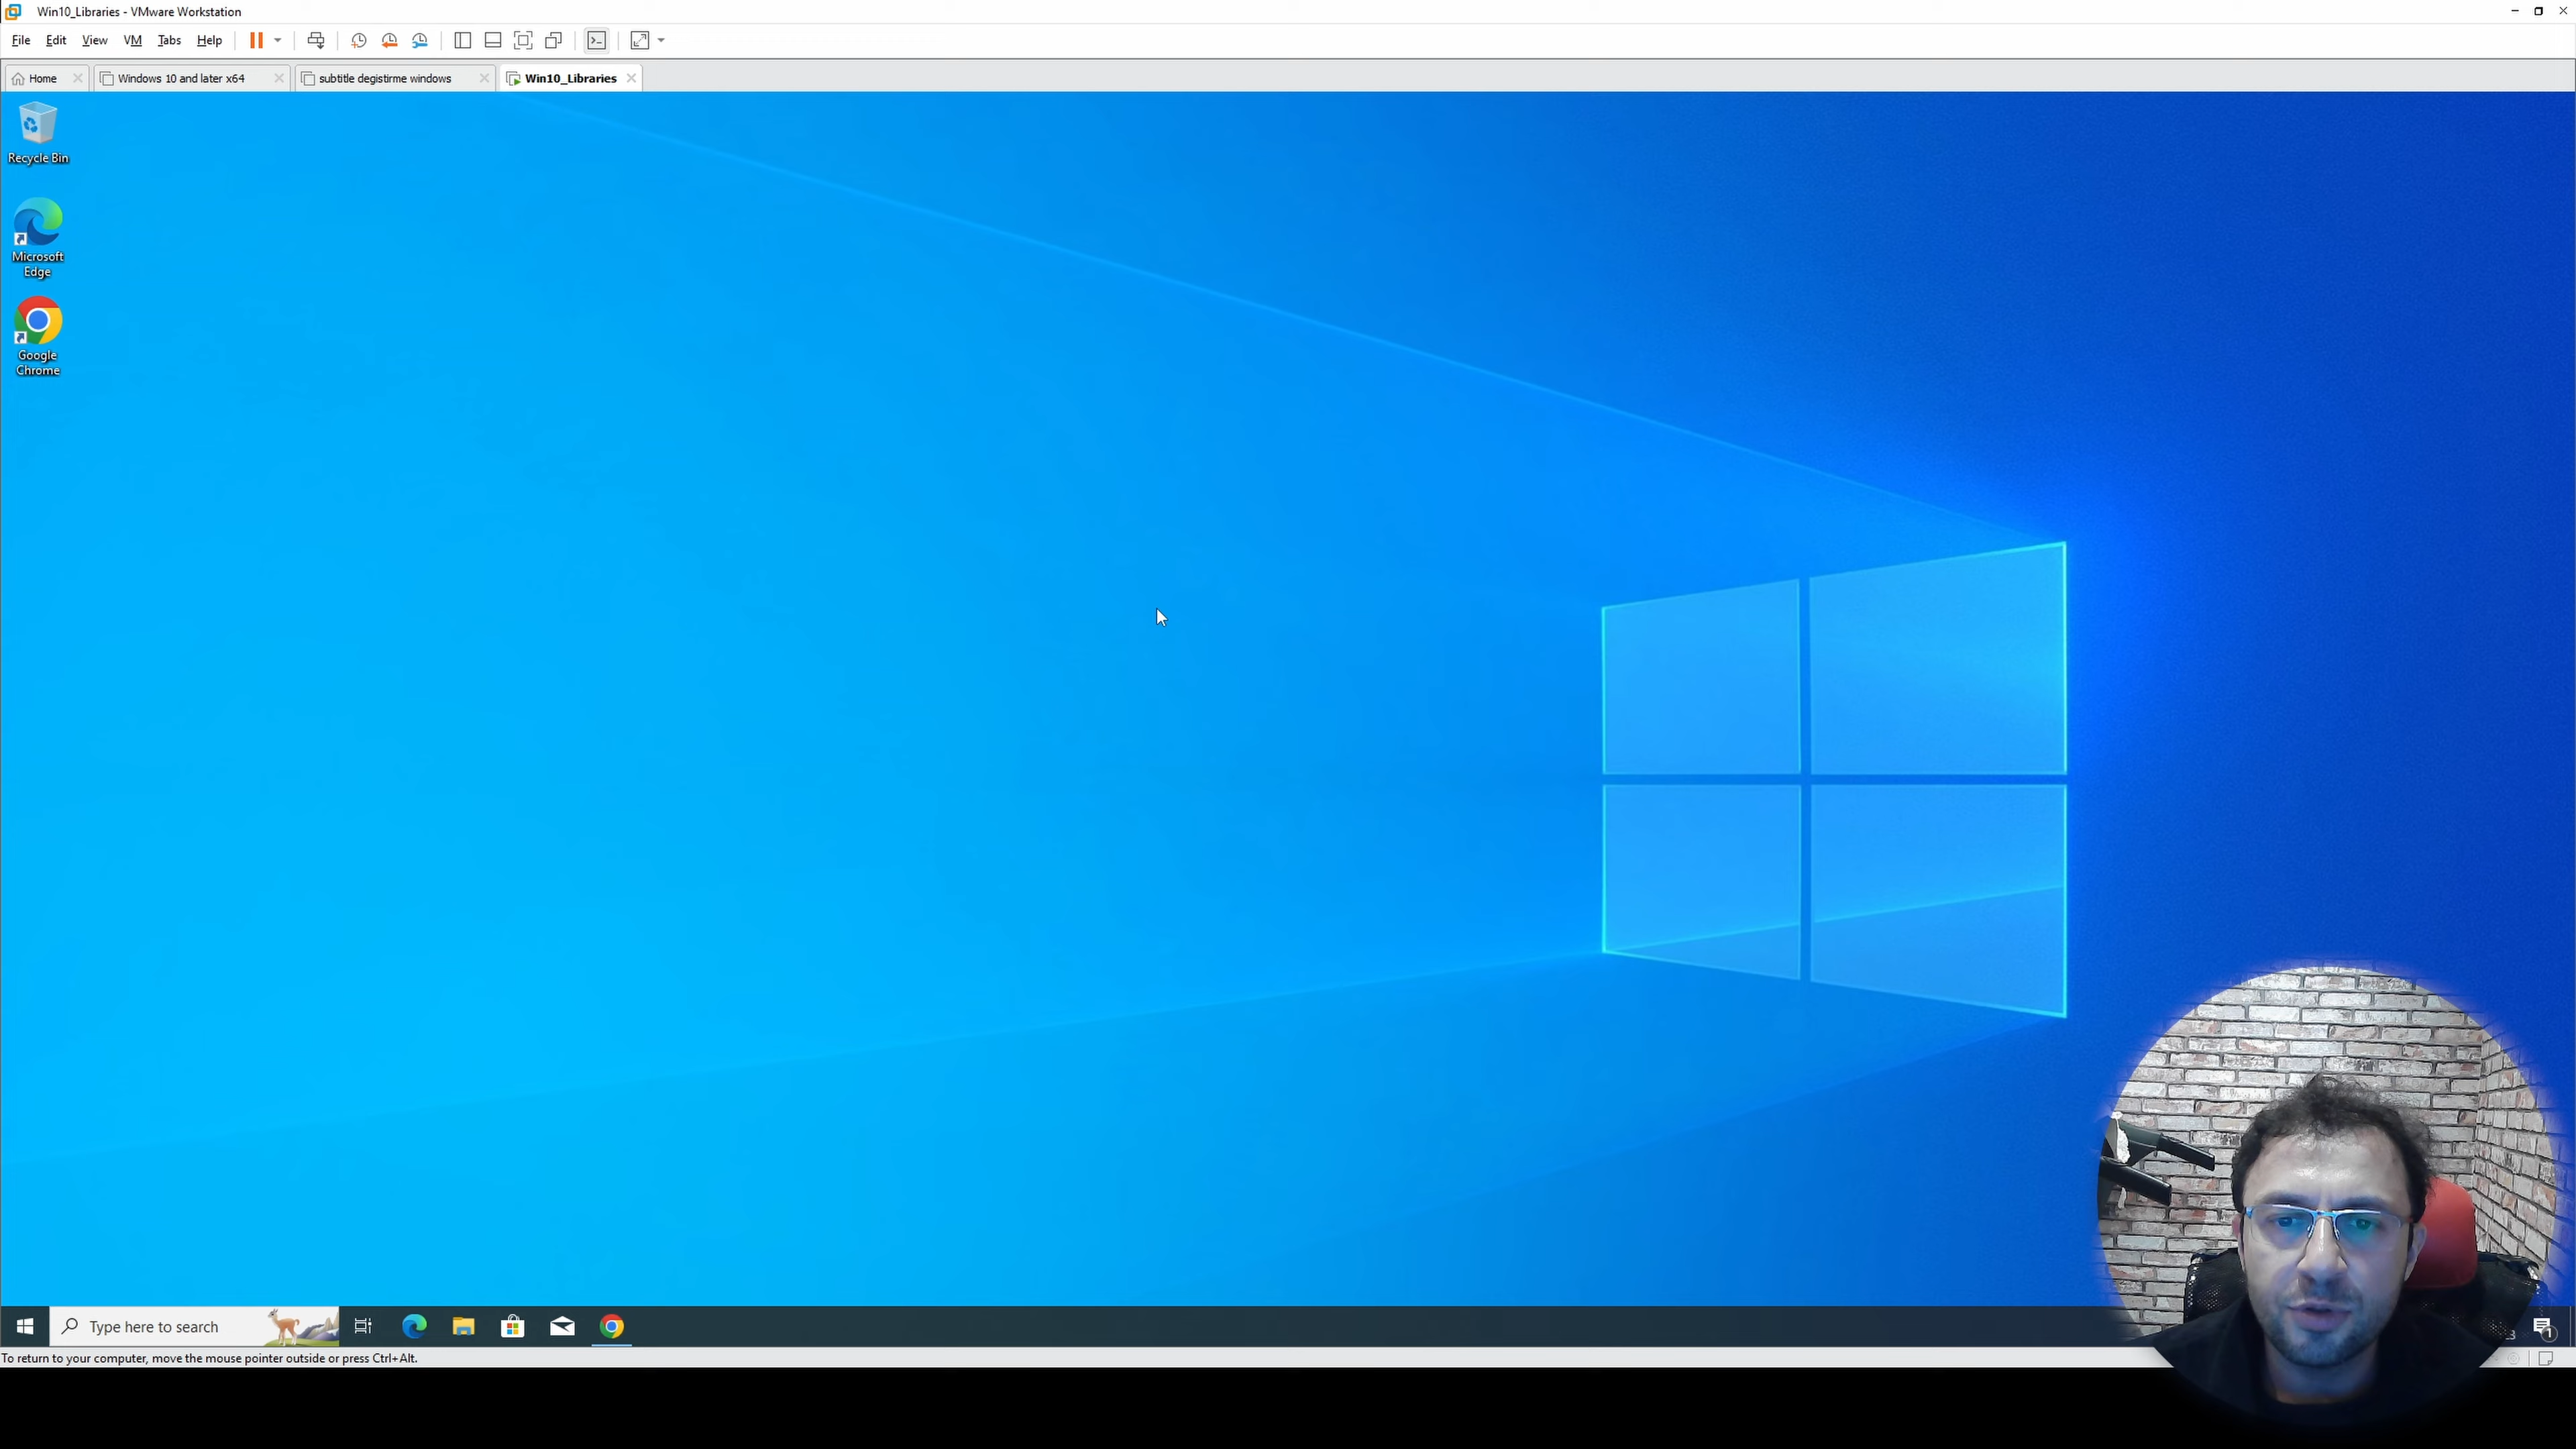 Win10_Libraries - VMware Workstation
File Edit View VM Tabs Help
Home Windows 10 and later x64 subtitle degistirme windows Win10_Libraries
Recycle Bin
Microsoft
Edge
Google
Chrome
Type here to search
3
1
To return to your computer, move the mouse pointer outside or press Ctrl+Alt.